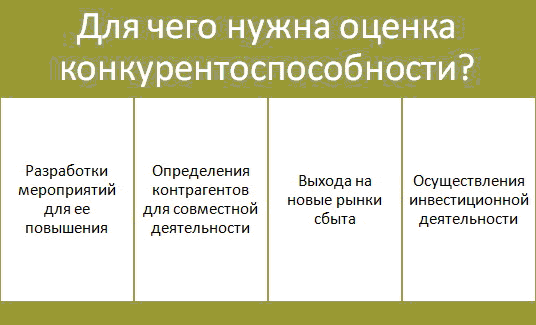 Для чего нужна оценка
конкурентоспособности?
Разработки
мероприятий
для ее
повышения
Определения
контрагентов
для совместной
деятельности
Выхода на
новые рынки
сбыта
Осуществления
инвестиционной
деятельности